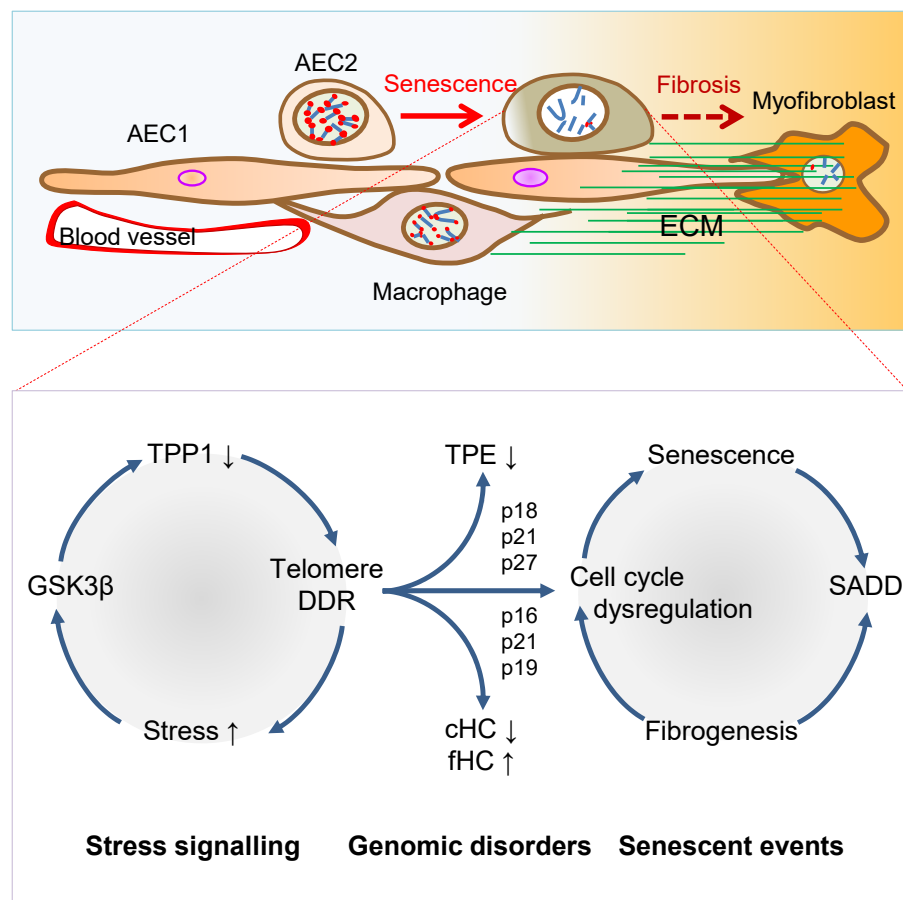 AEC2
Senescence
Fibrosis
Myofibroblast
AEC1
Blood vessel
ECM
Macrophage
TPP1 ↓
GSK3β
Telomere
DDR
Stress ↑
TPE ↓
p18
p21
p27
p16
p21
p19
cHC ↓
fHC ↑
Senescence
Cell cycle
dysregulation
SADD
Fibrogenesis
Stress signalling
Genomic disorders
Senescent events